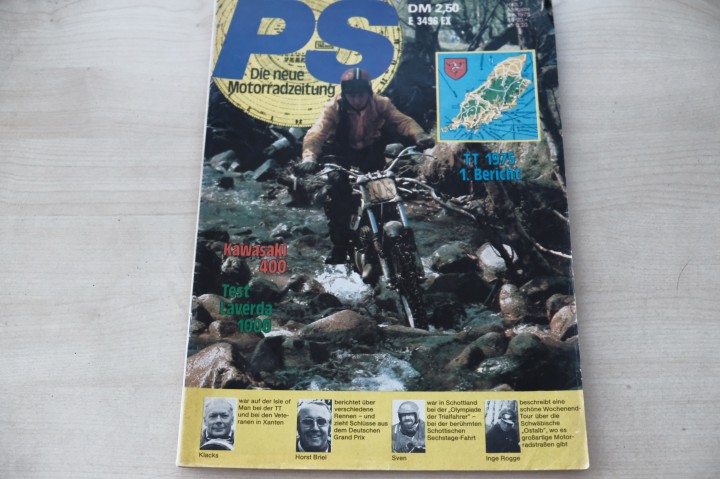 PS
Die neue
Motorradzeitung
DM 2,50
E 3496 EX
TT 1975
1. Bericht
Kawasaki
400
Test
Laverda
1000
war auf der Isle of
Man bei der TT
und bei den Vete-
ranen in Xanten
Klacks
berichtet über
verschiedene
Rennen – und
zieht Schlüsse aus
dem Deutschen
Grand Prix
Horst Briel
war in Schottland
bei der „Olympiade
der Trialfahrer" –
bei der berühmten
Schottischen
Sechstage-Fahrt
Sven
beschreibt eine
schöne Wochenend-
Tour über die
Schwäbische
„Ostalb", wo es
großartige Motor-
radstraßen gibt
Inge Rogge